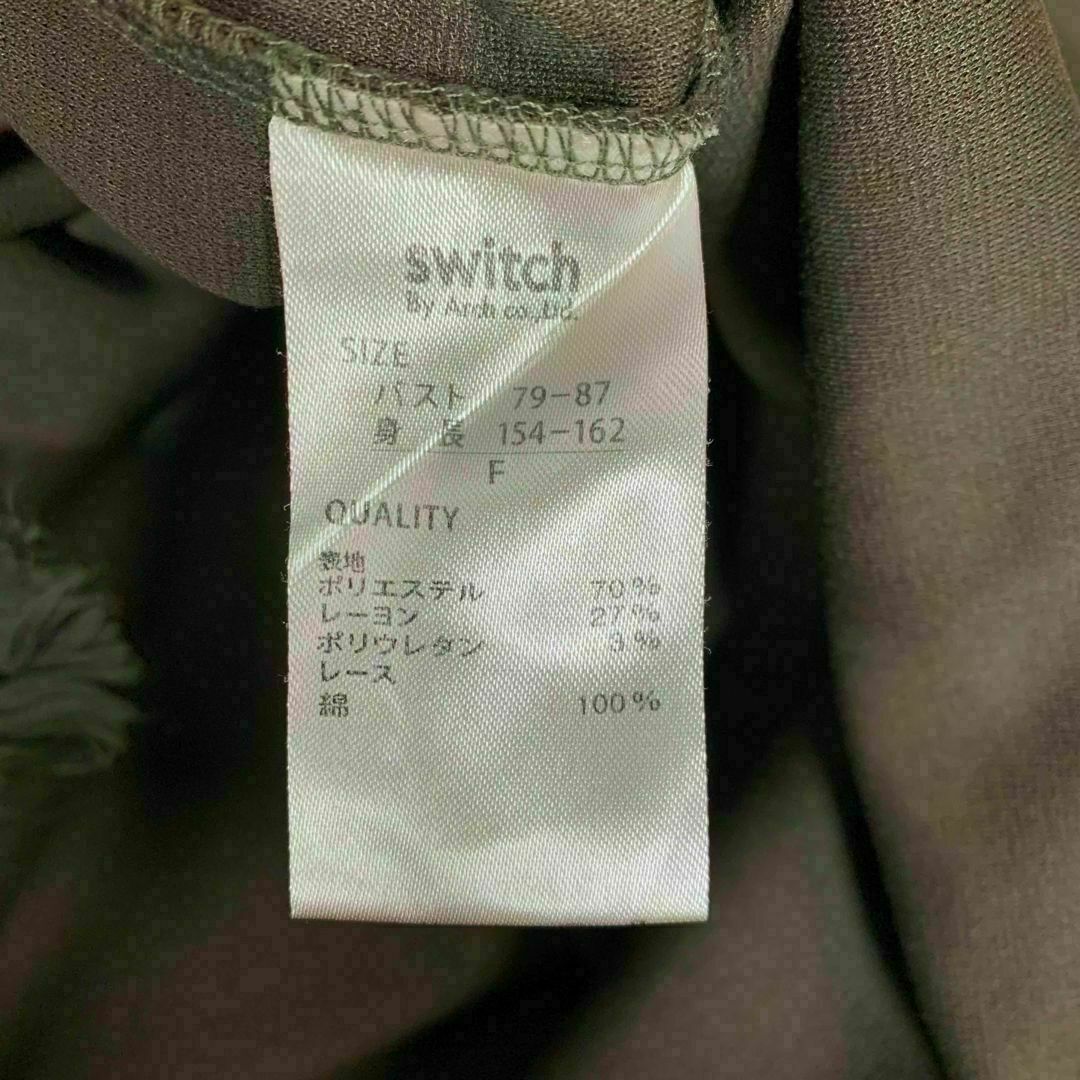 switch
By Arch co.,Ltd.
SIZE
バスト 79-87
身 長 154-162
F
QUALITY
表地
ポリエステル 70%
レーヨン 27%
ポリウレタン 3%
レース
綿 100%